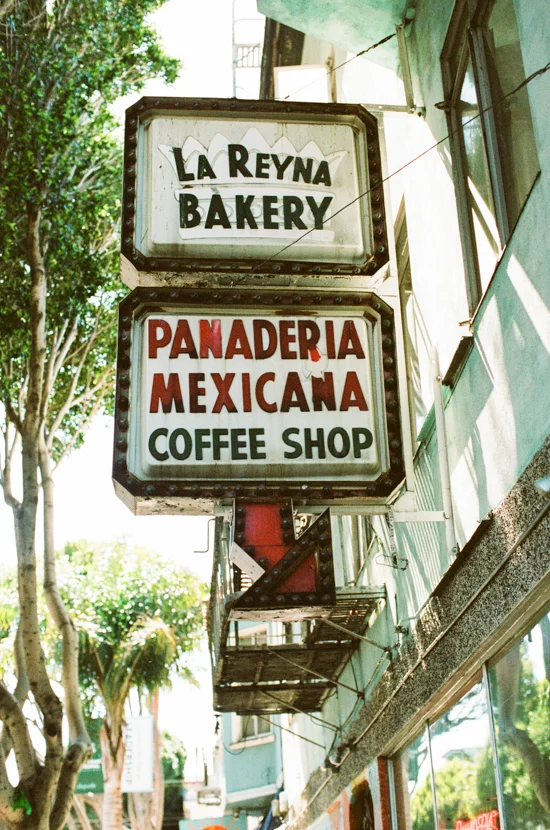 LA REYNA
BAKERY
PANADERIA
MEXICANA
COFFEE SHOP